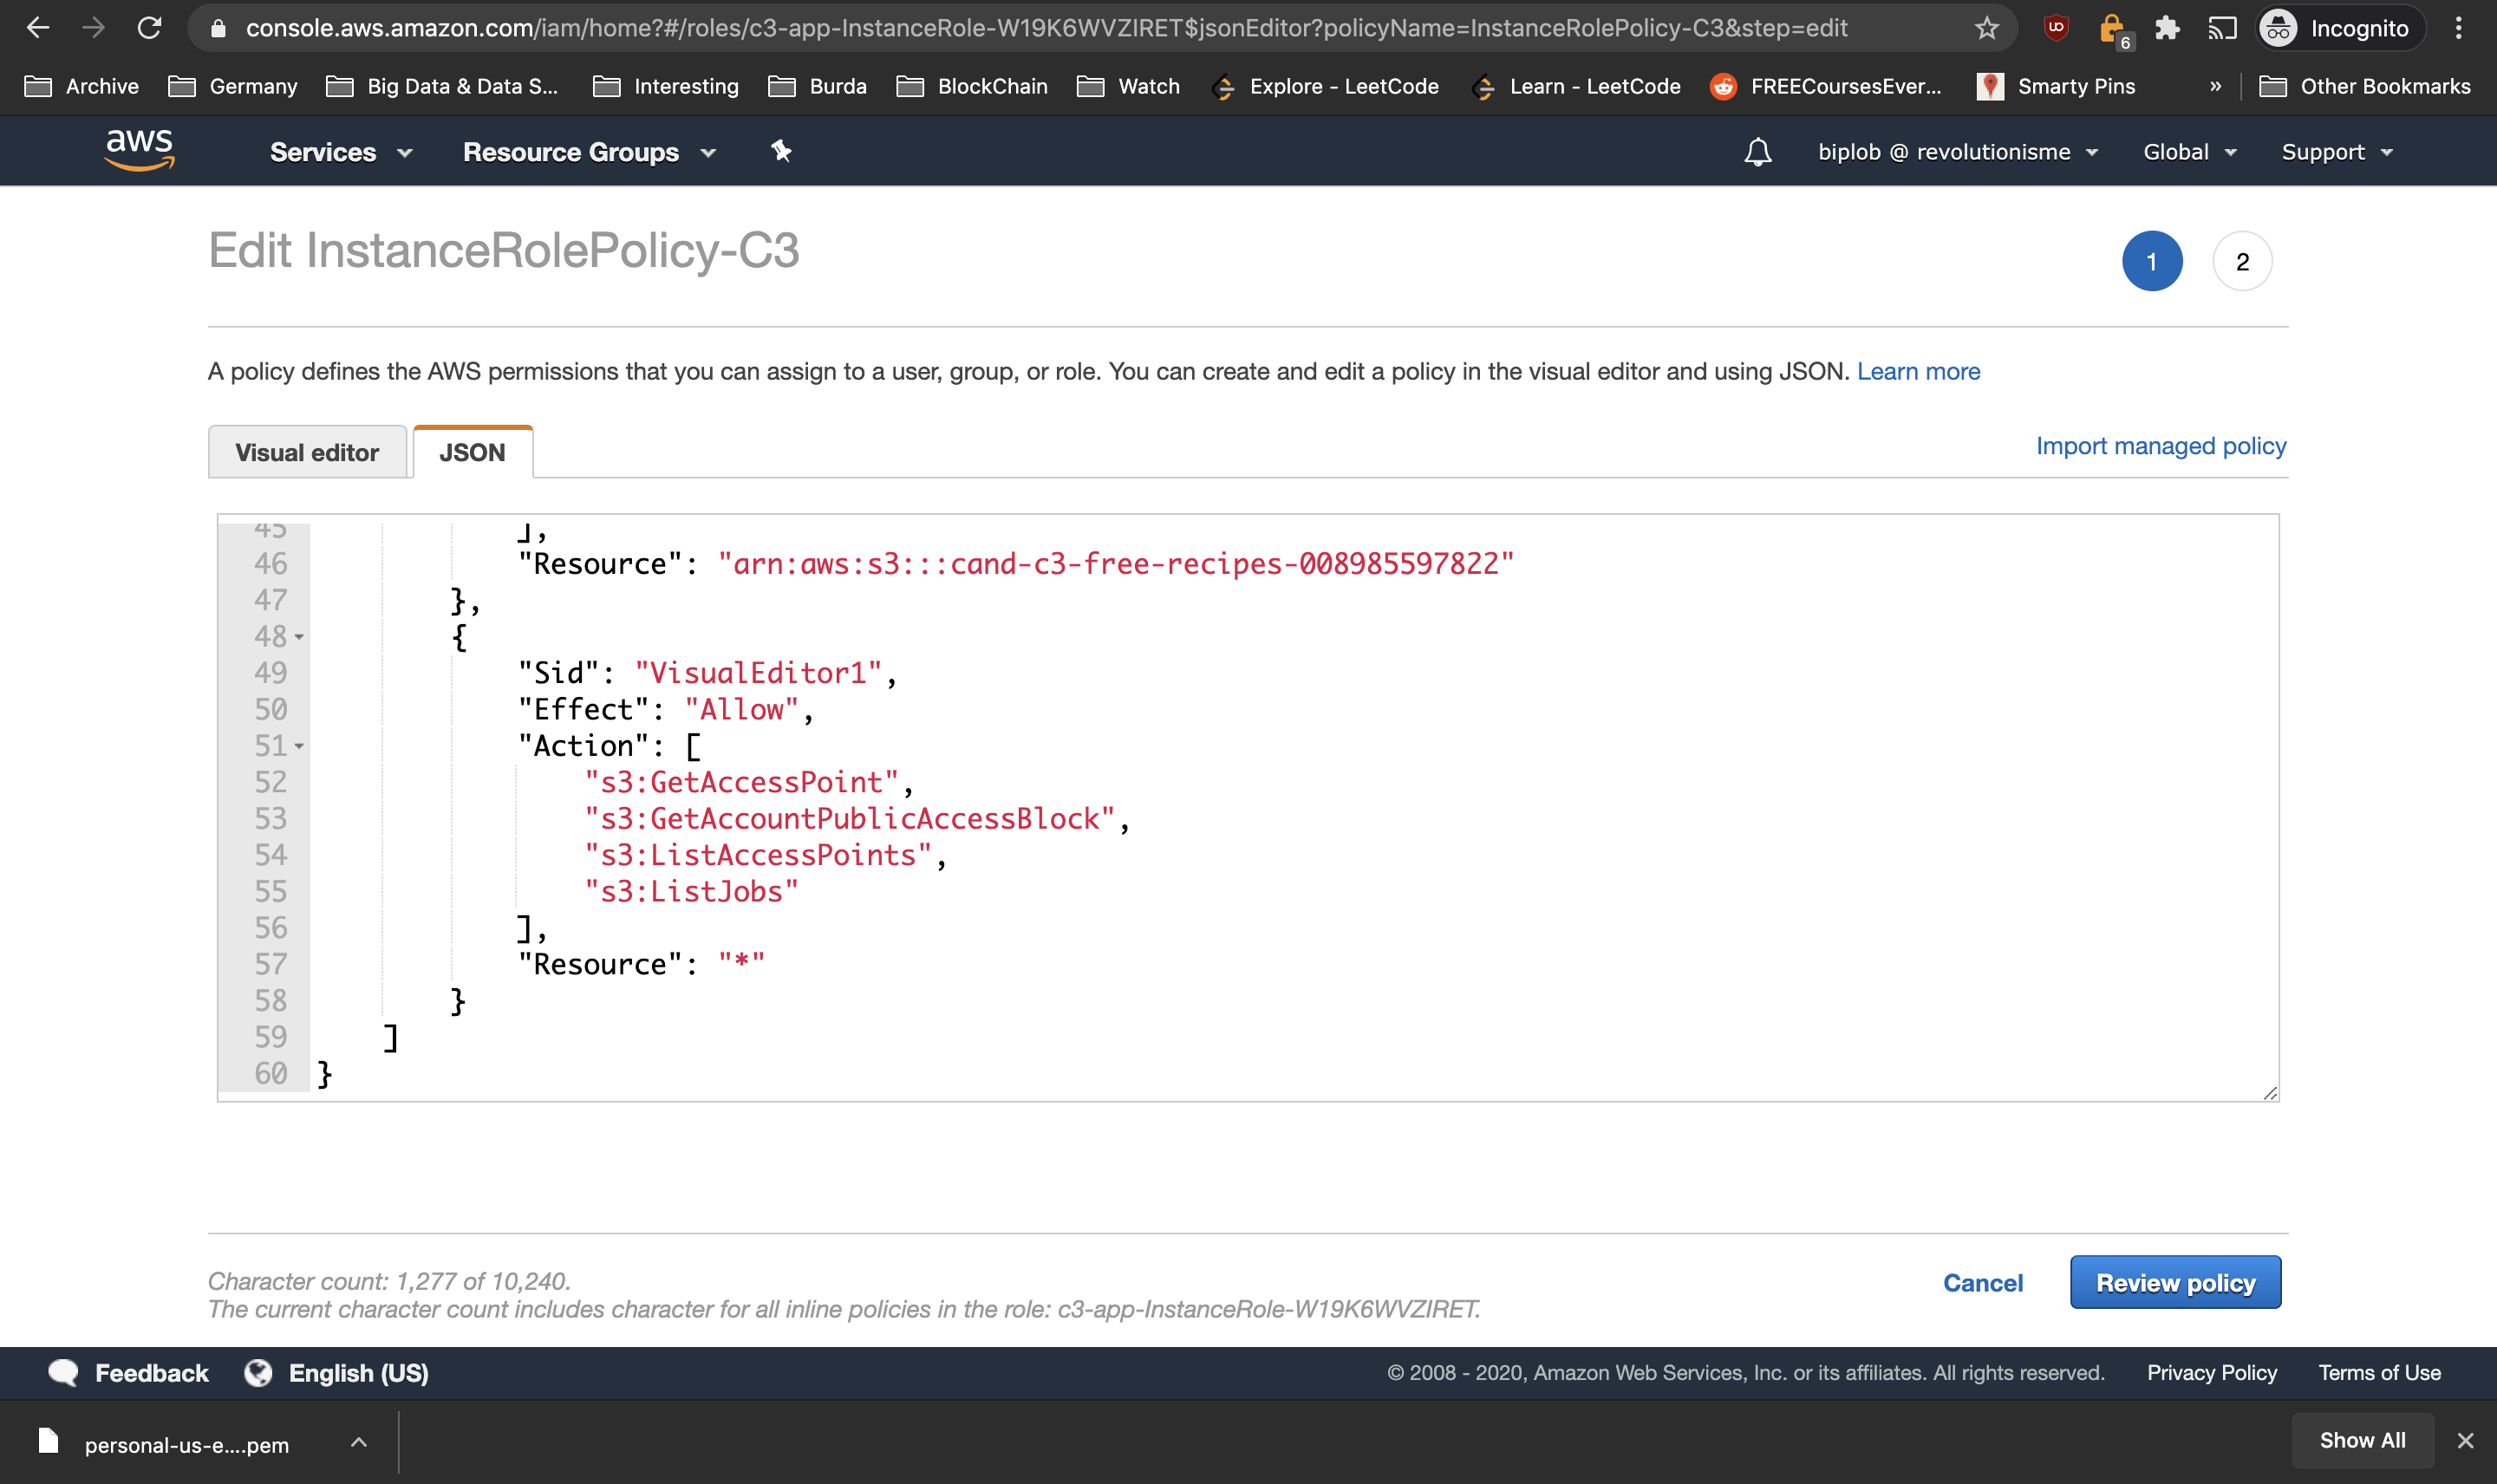 console.aws.amazon.com/iam/home?#/roles/c3-app-InstanceRole-W19K6WVZIRET$jsonEditor?policyName=InstanceRolePolicy-C3&step=edit
6
Incognito
Archive Germany Big Data & Data S... Interesting Burda BlockChain Watch Explore - LeetCode Learn - LeetCode FREECoursesEver... Smarty Pins » Other Bookmarks
aws Services Resource Groups biplob @ revolutionisme Global Support
Edit InstanceRolePolicy-C3
1 2
A policy defines the AWS permissions that you can assign to a user, group, or role. You can create and edit a policy in the visual editor and using JSON. Learn more
Visual editor JSON Import managed policy
45 ],
46 "Resource": "arn:aws:s3:::cand-c3-free-recipes-008985597822"
47 },
48 {
49 "Sid": "VisualEditor1",
50 "Effect": "Allow",
51 "Action": [
52 "s3:GetAccessPoint",
53 "s3:GetAccountPublicAccessBlock",
54 "s3:ListAccessPoints",
55 "s3:ListJobs"
56 ],
57 "Resource": "*"
58 }
59 ]
60 }
Character count: 1,277 of 10,240.
The current character count includes character for all inline policies in the role: c3-app-InstanceRole-W19K6WVZIRET.
Cancel Review policy
Feedback English (US) © 2008 - 2020, Amazon Web Services, Inc. or its affiliates. All rights reserved. Privacy Policy Terms of Use
personal-us-e....pem Show All